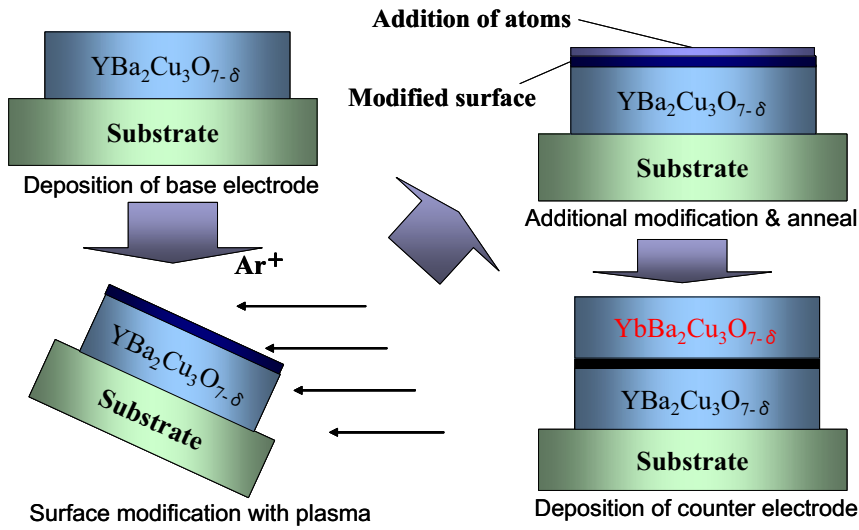 YBa₂Cu₃O₇₋δ
Substrate
Deposition of base electrode
Ar⁺
YBa₂Cu₃O₇₋δ
Substrate
Surface modification with plasma
Addition of atoms
Modified surface
YBa₂Cu₃O₇₋δ
Substrate
Additional modification & anneal
YbBa₂Cu₃O₇₋δ
YBa₂Cu₃O₇₋δ
Substrate
Deposition of counter electrode